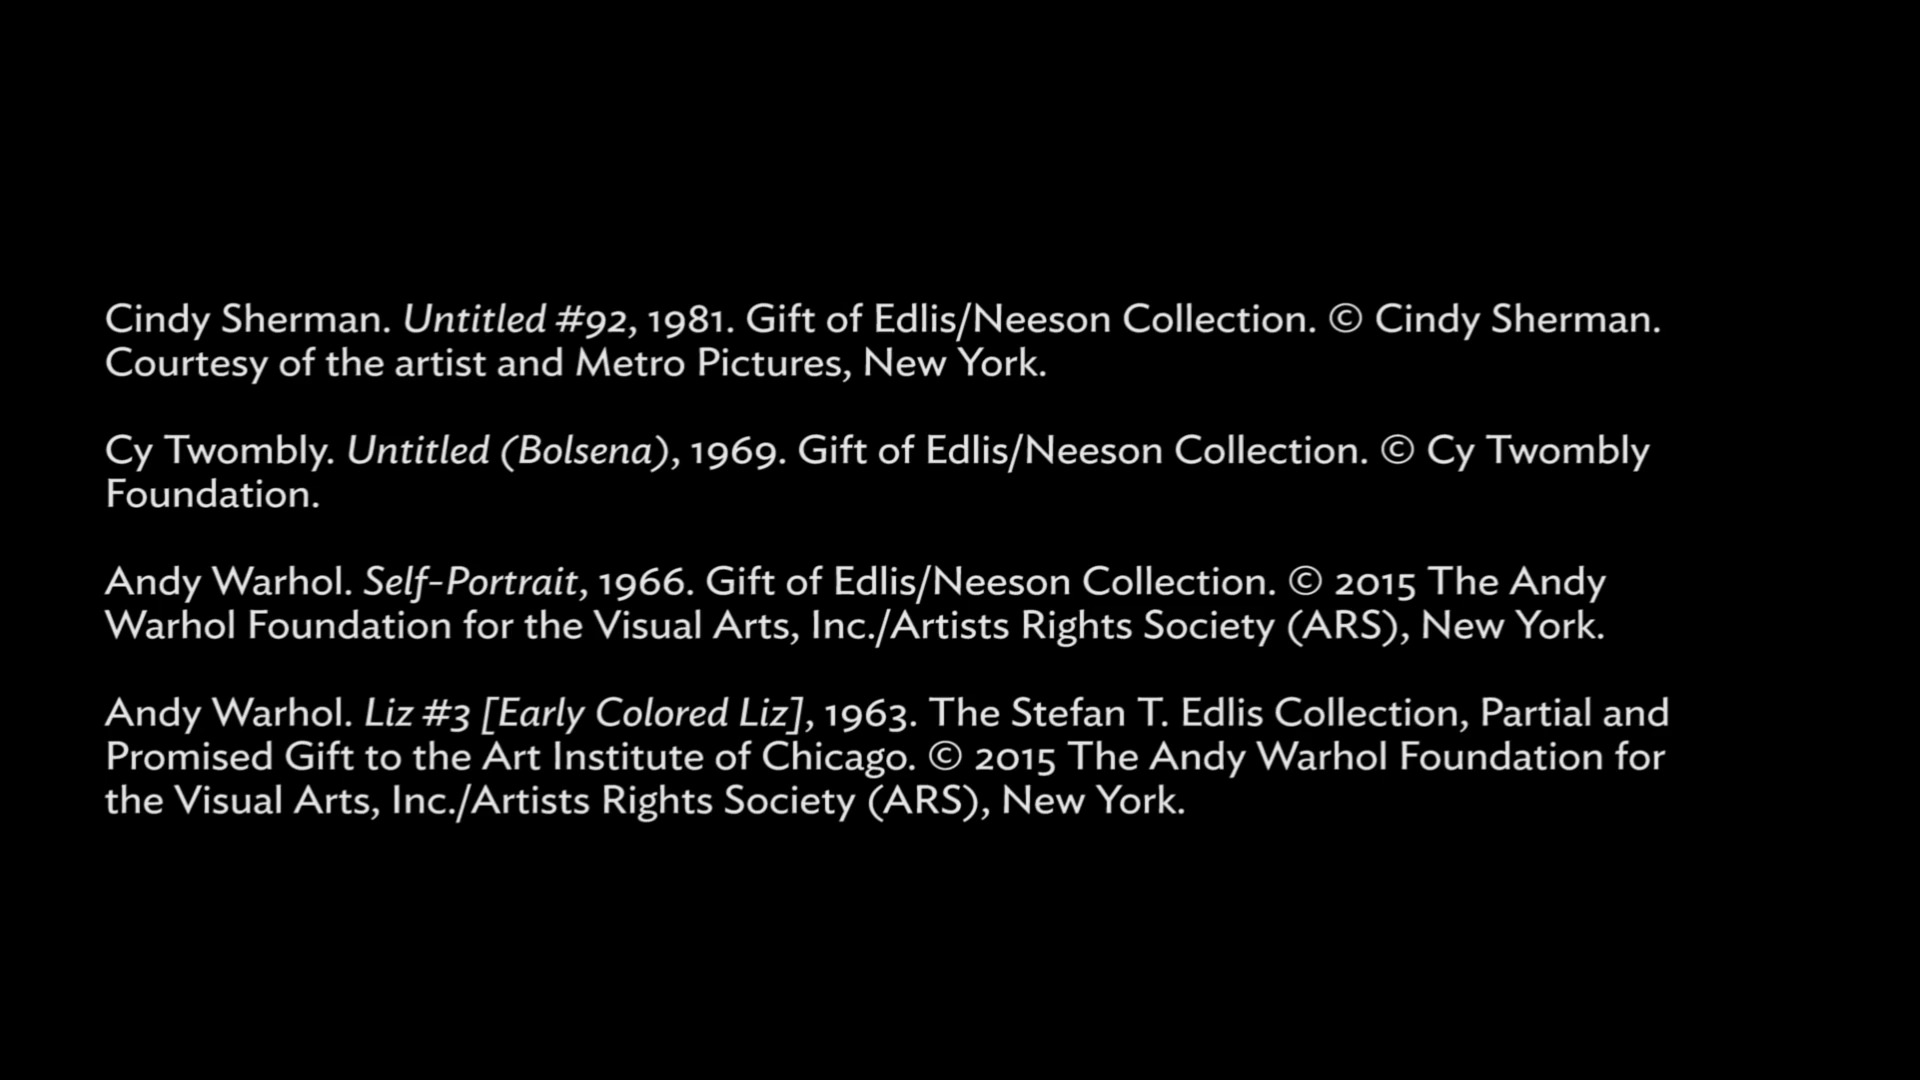 Cindy Sherman. Untitled #92, 1981. Gift of Edlis/Neeson Collection. © Cindy Sherman.
Courtesy of the artist and Metro Pictures, New York.
Cy Twombly. Untitled (Bolsena), 1969. Gift of Edlis/Neeson Collection. © Cy Twombly
Foundation.
Andy Warhol. Self-Portrait, 1966. Gift of Edlis/Neeson Collection. © 2015 The Andy
Warhol Foundation for the Visual Arts, Inc./Artists Rights Society (ARS), New York.
Andy Warhol. Liz #3 [Early Colored Liz], 1963. The Stefan T. Edlis Collection, Partial and
Promised Gift to the Art Institute of Chicago. © 2015 The Andy Warhol Foundation for
the Visual Arts, Inc./Artists Rights Society (ARS), New York.